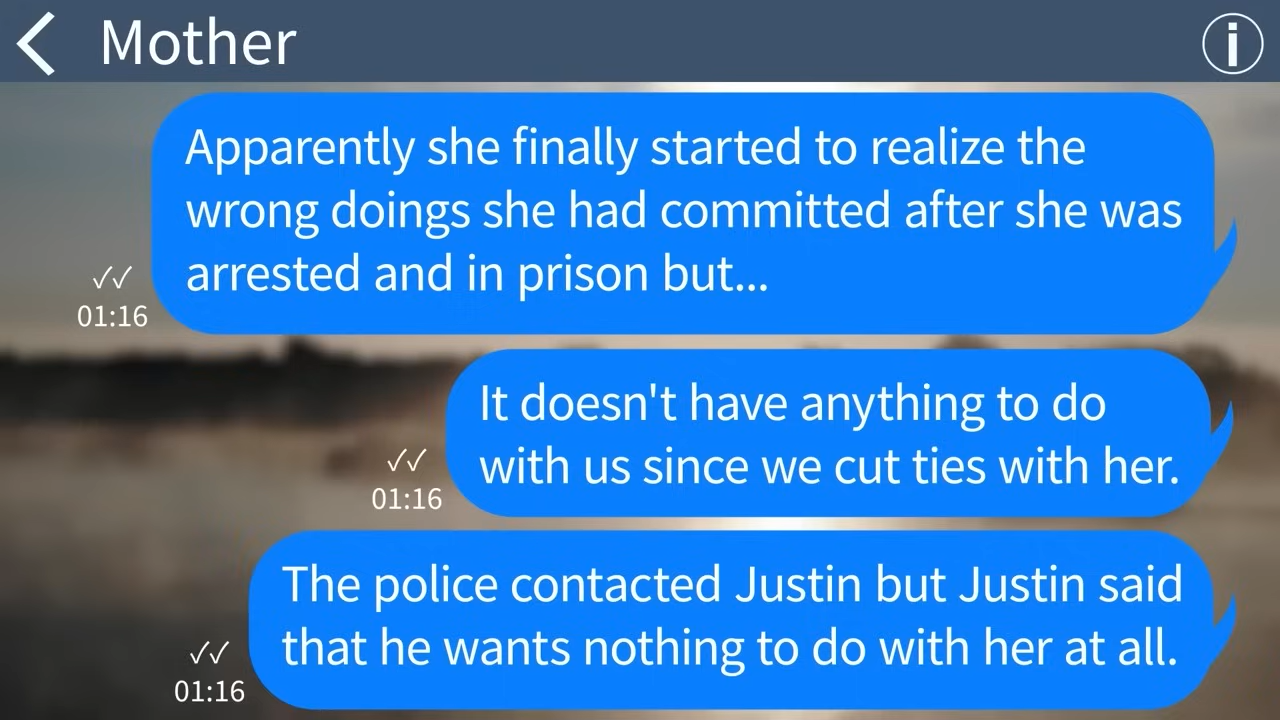 Mother
Apparently she finally started to realize the
wrong doings she had committed after she was
arrested and in prison but...
✓✓
01:16
It doesn't have anything to do
with us since we cut ties with her.
✓✓
01:16
The police contacted Justin but Justin said
that he wants nothing to do with her at all.
✓✓
01:16